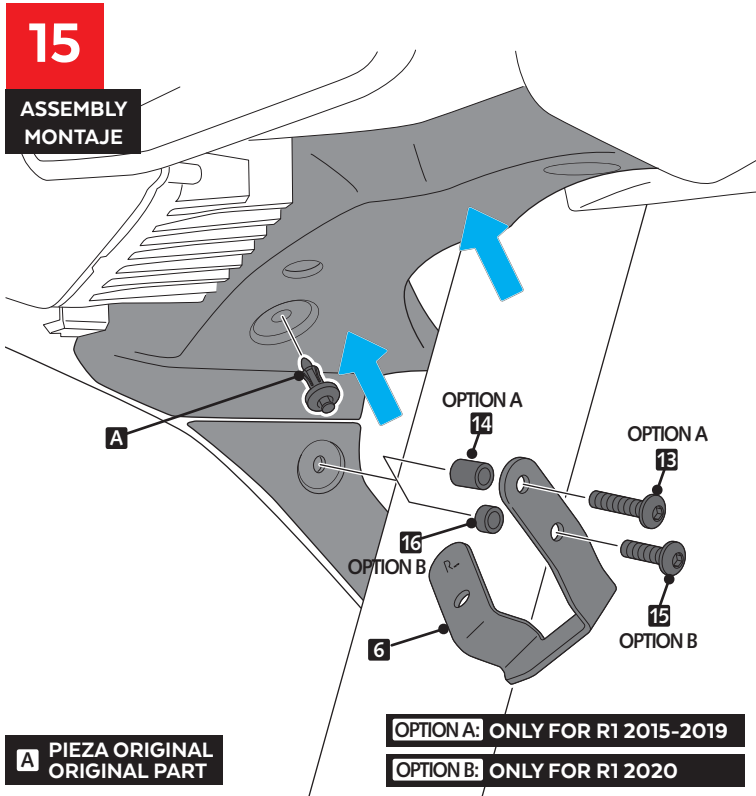 15
ASSEMBLY
MONTAJE
OPTION A
14
OPTION A
13
A
16
OPTION B
R-
15
OPTION B
6
A PIEZA ORIGINAL
ORIGINAL PART
OPTION A: ONLY FOR R1 2015-2019
OPTION B: ONLY FOR R1 2020